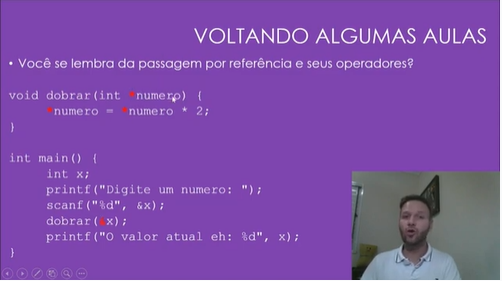 VOLTANDO ALGUMAS AULAS
• Você se lembra da passagem por referência e seus operadores?
void dobrar(int *numero) {
*numero = *numero * 2;
}
int main() {
int x;
printf("Digite um numero: ");
scanf("%d", &x);
dobrar(&x);
printf("O valor atual eh: %d", x);
}